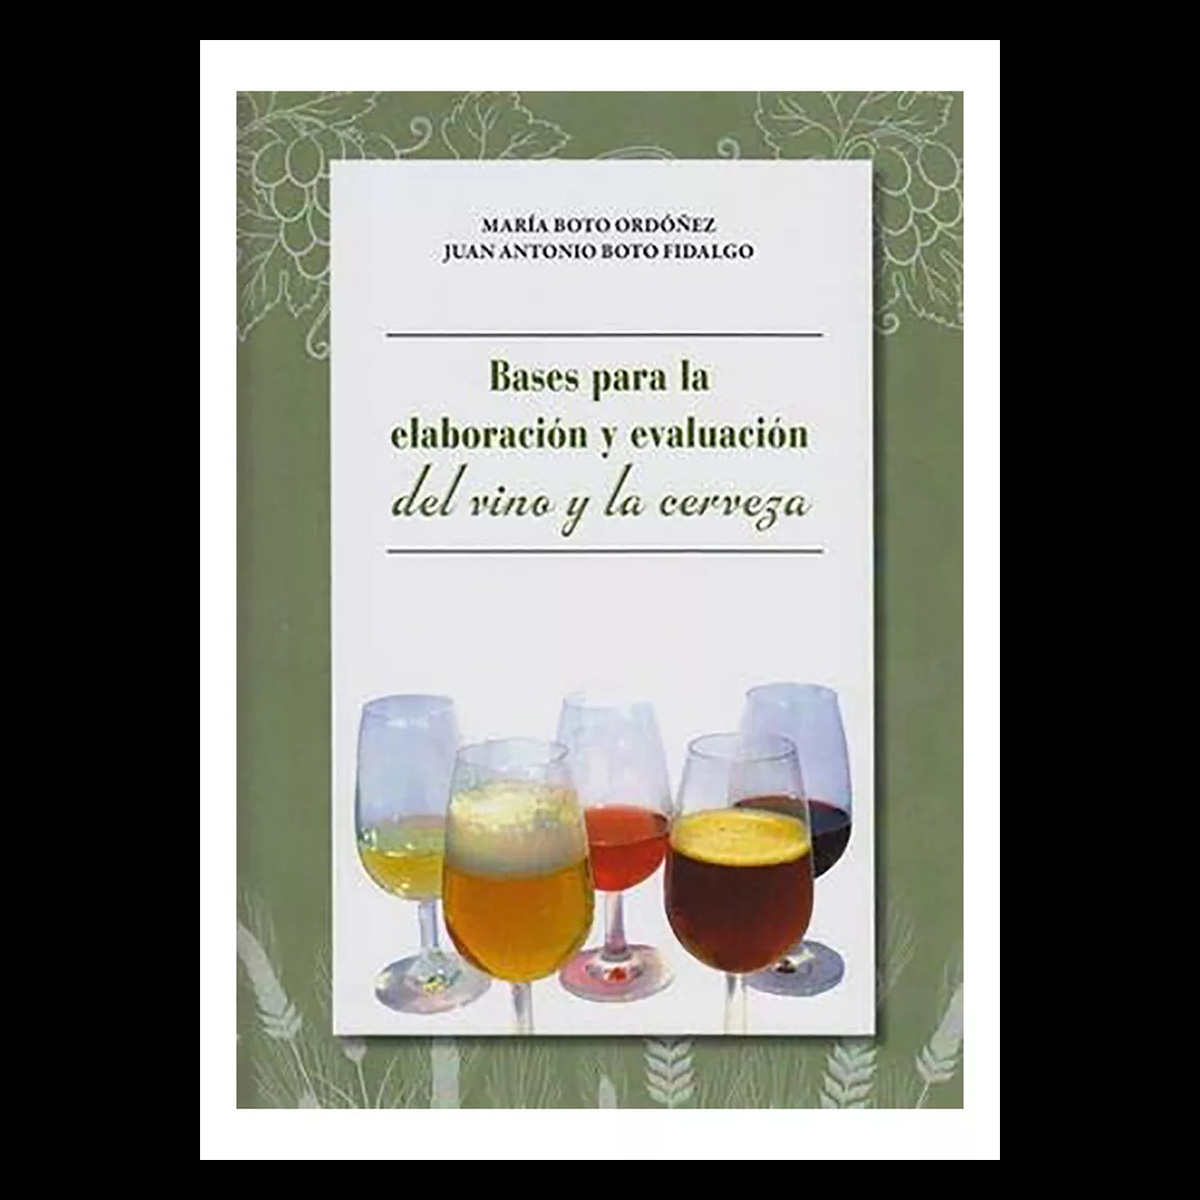 MARÍA BOTO ORDÓÑEZ
JUAN ANTONIO BOTO FIDALGO
Bases para la
elaboración y evaluación
del vino y la cerveza